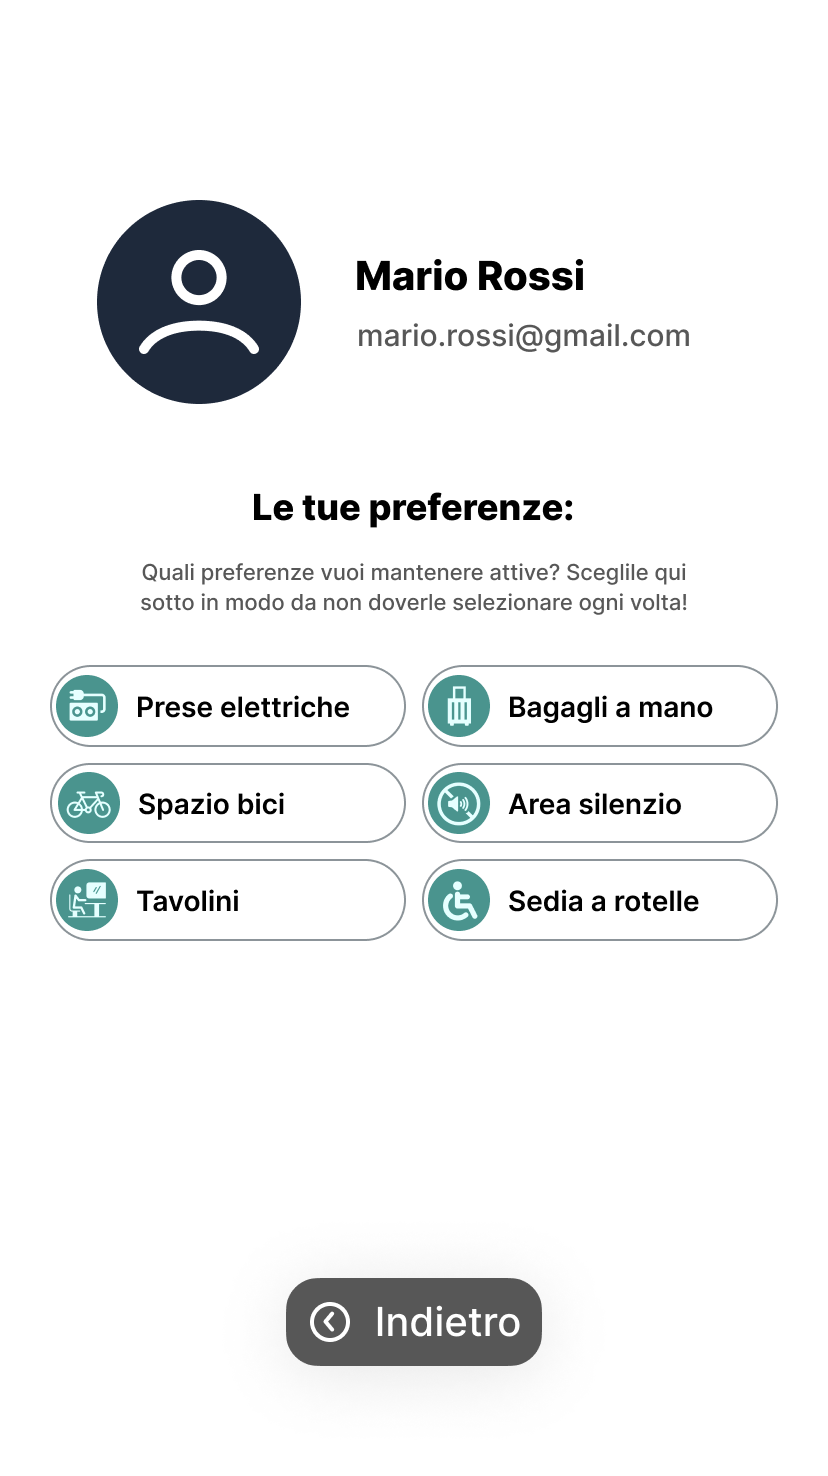 Mario Rossi
mario.rossi@gmail.com
Le tue preferenze:
Quali preferenze vuoi mantenere attive? Sceglile qui
sotto in modo da non doverle selezionare ogni volta!
Prese elettriche
Bagagli a mano
Spazio bici
Area silenzio
Tavolini
Sedia a rotelle
Indietro